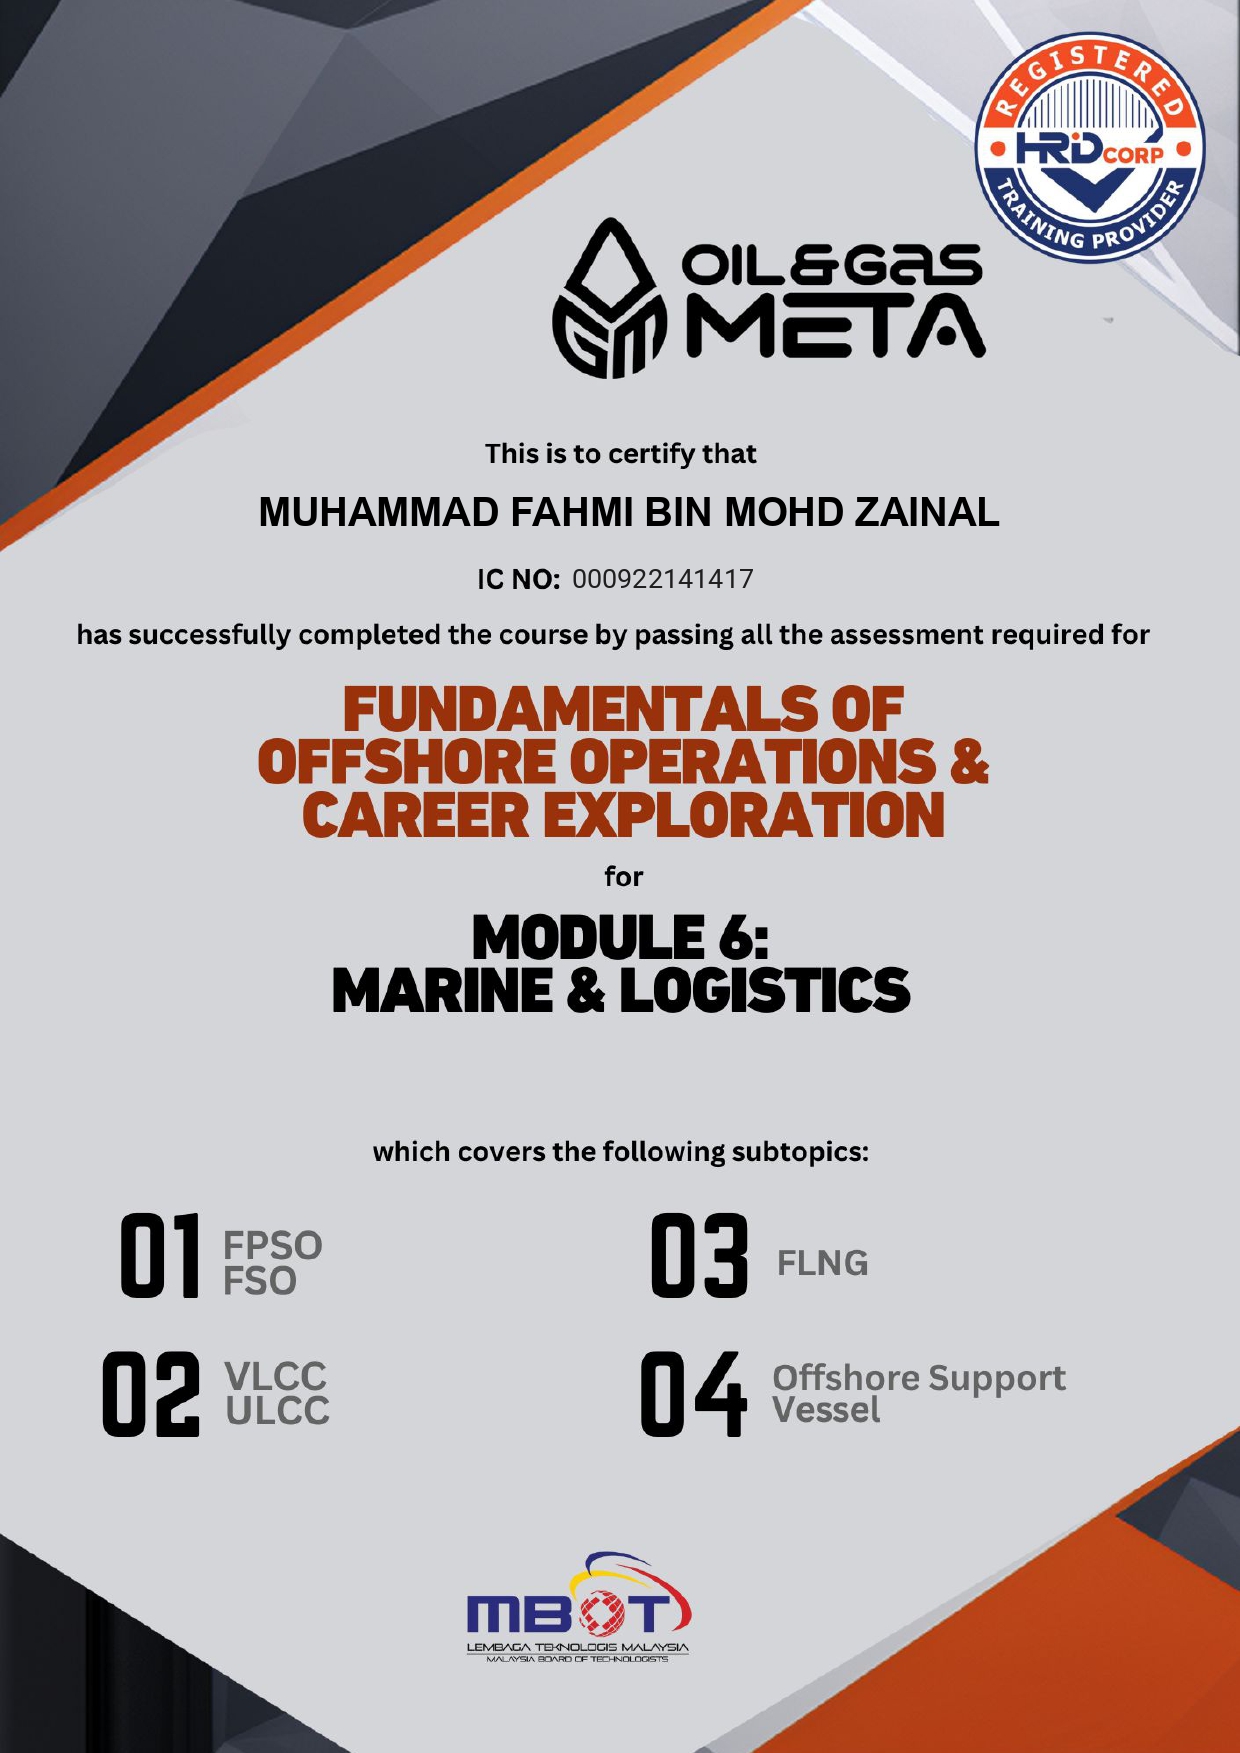 REGISTERED
HRD CORP
TRAINING PROVIDER
OIL&GAS
META
This is to certify that
MUHAMMAD FAHMI BIN MOHD ZAINAL
IC NO: 000922141417
has successfully completed the course by passing all the assessment required for
FUNDAMENTALS OF
OFFSHORE OPERATIONS &
CAREER EXPLORATION
for
MODULE 6:
MARINE & LOGISTICS
which covers the following subtopics:
01 FPSO
FSO
03 FLNG
02 VLCC
ULCC
04 Offshore Support
Vessel
MBOT
LEMBAGA TEKNOLOGIS MALAYSIA
MALAYSIA BOARD OF TECHNOLOGISTS